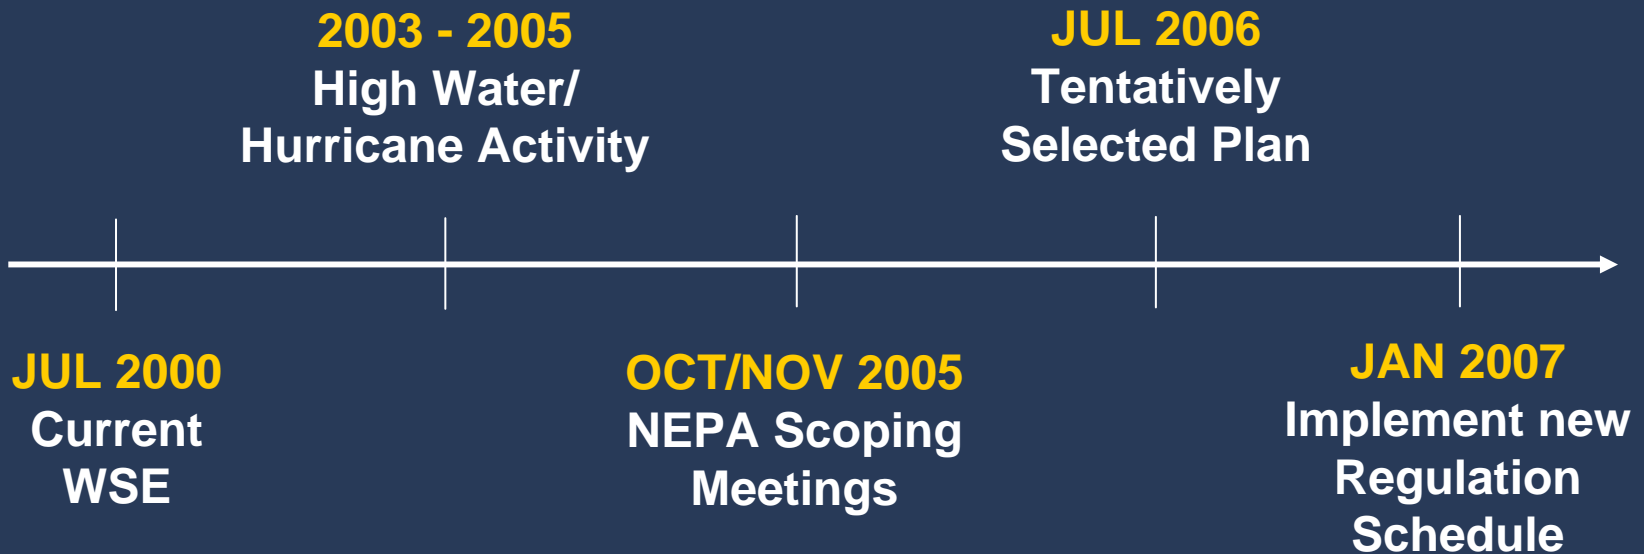 2003 - 2005
High Water/
Hurricane Activity
JUL 2006
Tentatively
Selected Plan
JUL 2000
Current
WSE
OCT/NOV 2005
NEPA Scoping
Meetings
JAN 2007
Implement new
Regulation
Schedule